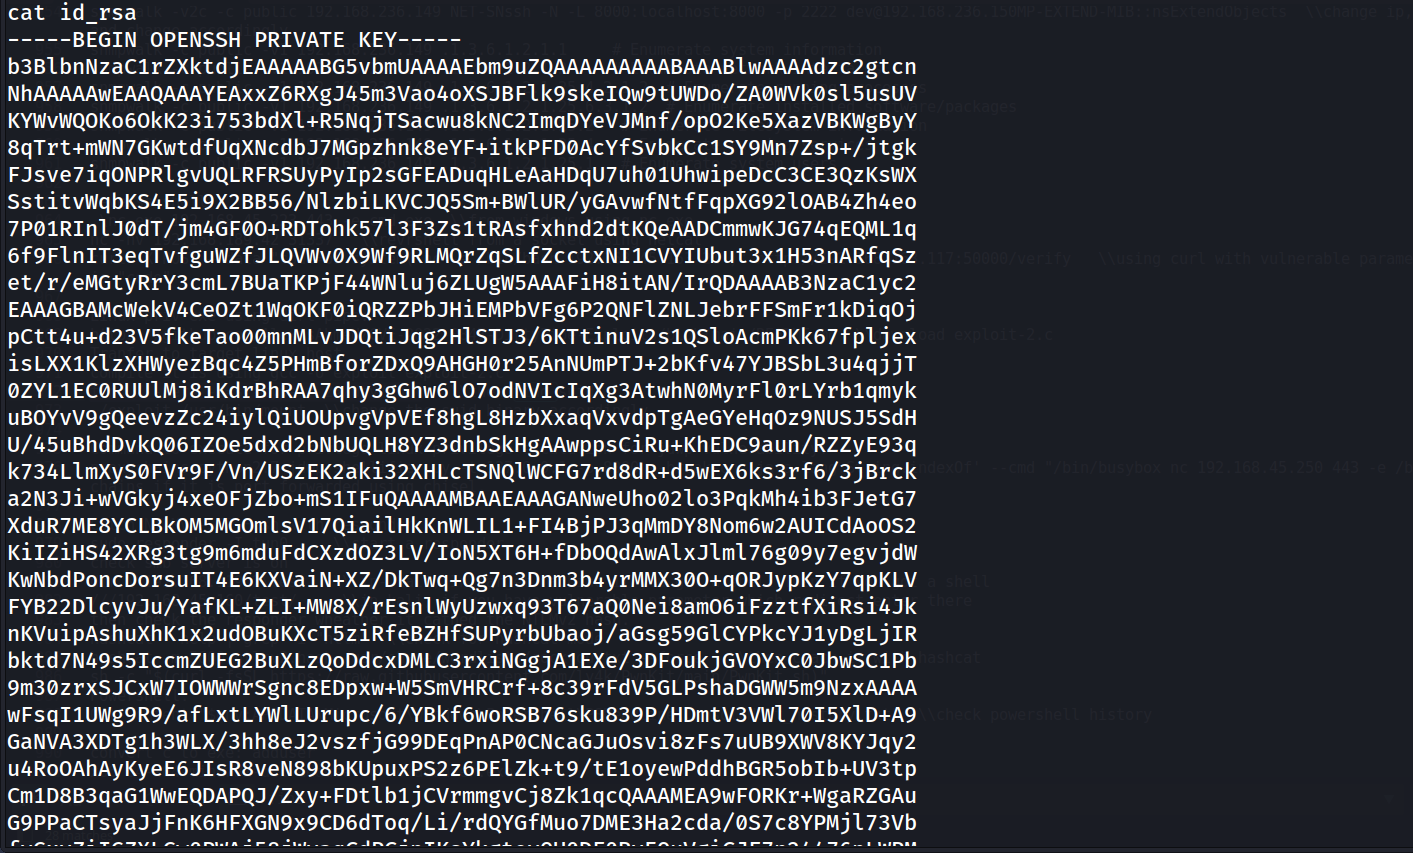 cat id_rsa
-----BEGIN OPENSSH PRIVATE KEY-----
b3BlbnNzaC1rZXktdjEAAAAABG5vbmUAAAAEbm9uZQAAAAAAAAABAAABlwAAAAdzc2gtcn
NhAAAAAwEAAQAAAYEAxxZ6RXgJ45m3Vao4oXSJBFlk9skeIQw9tUWDo/ZA0WVk0sl5usUV
KYWvWQOKo6OkK23i753bdXl+R5NqjTSacwu8kNC2ImqDYeVJMnf/opO2Ke5XazVBKWgByY
8qTrt+mWN7GKwtdfUqXNcdbJ7MGpzhnk8eYF+itkPFD0AcYfSvbkCc1SY9Mn7Zsp+/jtgk
FJsve7iqONPRlgvUQLRFRSUyPyIp2sGFEADuqHLeAaHDqU7uh01UhwipeDcC3CE3QzKsWX
SstitvWqbKS4E5i9X2BB56/NlzbiLKVCJQ5Sm+BWlUR/yGAvwfNtfFqpXG92lOAB4Zh4eo
7P01RInlJ0dT/jm4GF0O+RDTohk57l3F3Zs1tRAsfxhnd2dtKQeAADCmmwKJG74qEQML1q
6f9FlnIT3eqTvfguWZfJLQVWv0X9Wf9RLMQrZqSLfZcctxNI1CVYIUbut3x1H53nARfqSz
et/r/eMGtyRrY3cmL7BUaTKPjF44WNluj6ZLUgW5AAAFiH8itAN/IrQDAAAAB3NzaC1yc2
EAAAGBAMcWekV4CeOZt1WqOKF0iQRZZPbJHiEMPbVFg6P2QNFlZNLJebrFFSmFr1kDiqOj
pCtt4u+d23V5fkeTao00mnMLvJDQtiJqg2HlSTJ3/6KTtinuV2s1QSloAcmPKk67fpljex
isLXX1KlzXHWyezBqc4Z5PHmBforZDxQ9AHGH0r25AnNUmPTJ+2bKfv47YJBSbL3u4qjjT
0ZYL1EC0RUUlMj8iKdrBhRAA7qhy3gGhw6lO7odNVIcIqXg3AtwhN0MyrFl0rLYrb1qmyk
uBOYvV9gQeevzZc24iylQiUOUpvgVpVEf8hgL8HzbXxaqVxvdpTgAeGYeHqOz9NUSJ5SdH
U/45uBhdDvkQ06IZOe5dxd2bNbUQLH8YZ3dnbSkHgAAwppsCiRu+KhEDC9aun/RZZyE93q
k734LlmXyS0FVr9F/Vn/USzEK2aki32XHLcTSNQlWCFG7rd8dR+d5wEX6ks3rf6/3jBrck
a2N3Ji+wVGkyj4xeOFjZbo+mS1IFuQAAAAMBAAEAAAGANweUho02lo3PqkMh4ib3FJetG7
XduR7ME8YCLBkOM5MGOmlsV17QiailHkKnWLIL1+FI4BjPJ3qMmDY8Nom6w2AUICdAoOS2
KiIZiHS42XRg3tg9m6mduFdCXzdOZ3LV/IoN5XT6H+fDbOQdAwAlxJlml76g09y7egvjdW
KwNbdPoncDorsuIT4E6KXVaiN+XZ/DkTwq+Qg7n3Dnm3b4yrMMX30O+qORJypKzY7qpKLV
FYB22DlcyvJu/YafKL+ZLI+MW8X/rEsnlWyUzwxq93T67aQ0Nei8amO6iFzztfXiRsi4Jk
nKVuipAshuXhK1x2udOBuKXcT5ziRfeBZHfSUPyrbUbaoj/aGsg59GlCYPkcYJ1yDgLjIR
bktd7N49s5IccmZUEG2BuXLzQoDdcxDMLC3rxiNGgjA1EXe/3DFoukjGVOYxC0JbwSC1Pb
9m30zrxSJCxW7IOWWWrSgnc8EDpxw+W5SmVHRCrf+8c39rFdV5GLPshaDGWW5m9NzxAAAA
wFsqI1UWg9R9/afLxtLYWlLUrupc/6/YBkf6woRSB76sku839P/HDmtV3VWl70I5XlD+A9
GaNVA3XDTg1h3WLX/3hh8eJ2vszfjG99DEqPnAP0CNcaGJuOsvi8zFs7uUB9XWV8KYJqy2
u4RoOAhAyKyeE6JIsR8veN898bKUpuxPS2z6PElZk+t9/tE1oyewPddhBGR5obIb+UV3tp
Cm1D8B3qaG1WwEQDAPQJ/Zxy+FDtlb1jCVrmmgvCj8Zk1qcQAAAMEA9wFORKr+WgaRZGAu
G9PPaCTsyaJjFnK6HFXGN9x9CD6dToq/Li/rdQYGfMuo7DME3Ha2cda/0S7c8YPMjl73Vb